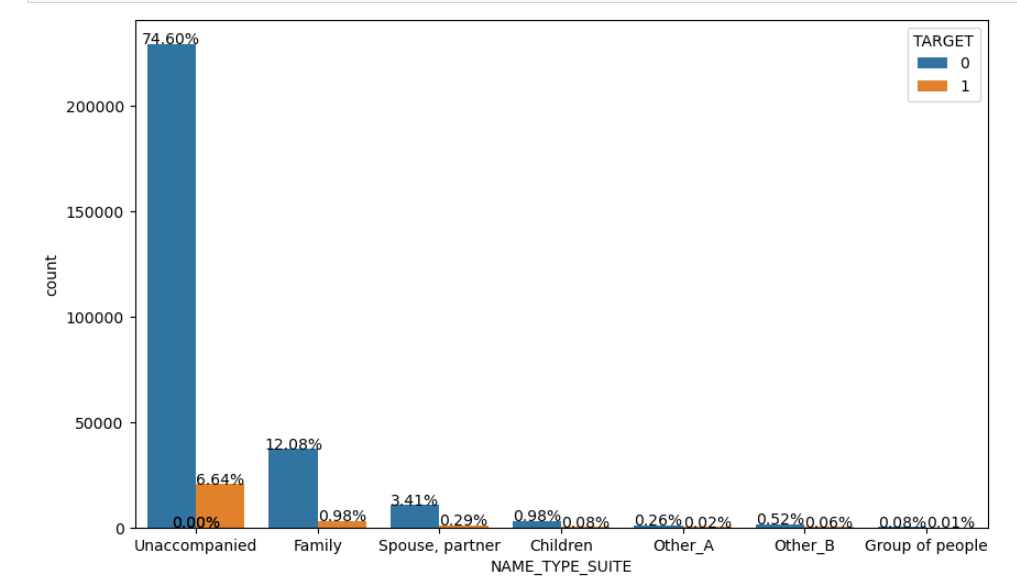 74.60%
TARGET
0
1
200000
150000
count
100000
50000
12.08%
6.64%
3.41%
0.98% 0.29% 0.98% 0.08% 0.26% 0.02% 0.52% 0.06% 0.08% 0.01%
0.00%
0
Unaccompanied Family Spouse, partner Children Other_A Other_B Group of people
NAME_TYPE_SUITE